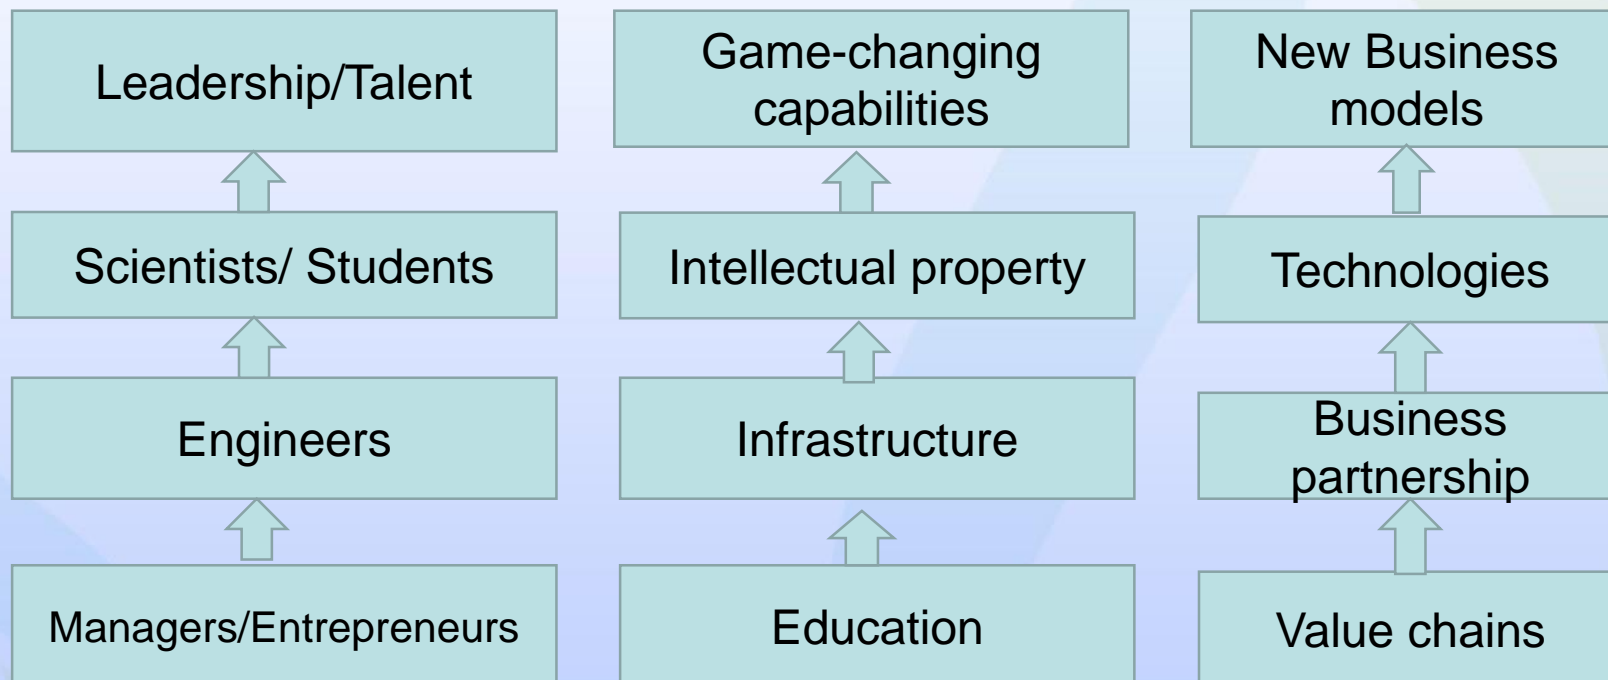 Leadership/Talent
Game-changing
capabilities
New Business
models
Scientists/ Students
Intellectual property
Technologies
Engineers
Infrastructure
Business
partnership
Managers/Entrepreneurs
Education
Value chains